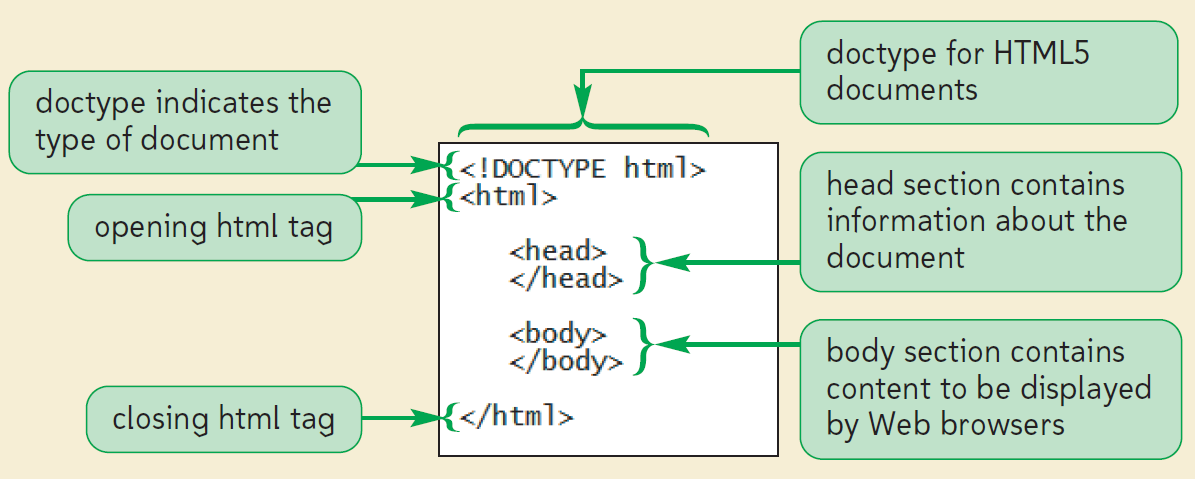 doctype for HTML5
documents
doctype indicates the
type of document
<!DOCTYPE html>
<html>
opening html tag
head section contains
information about the
document
<head>
</head>
<body>
</body>
body section contains
content to be displayed
by Web browsers
closing html tag
</html>